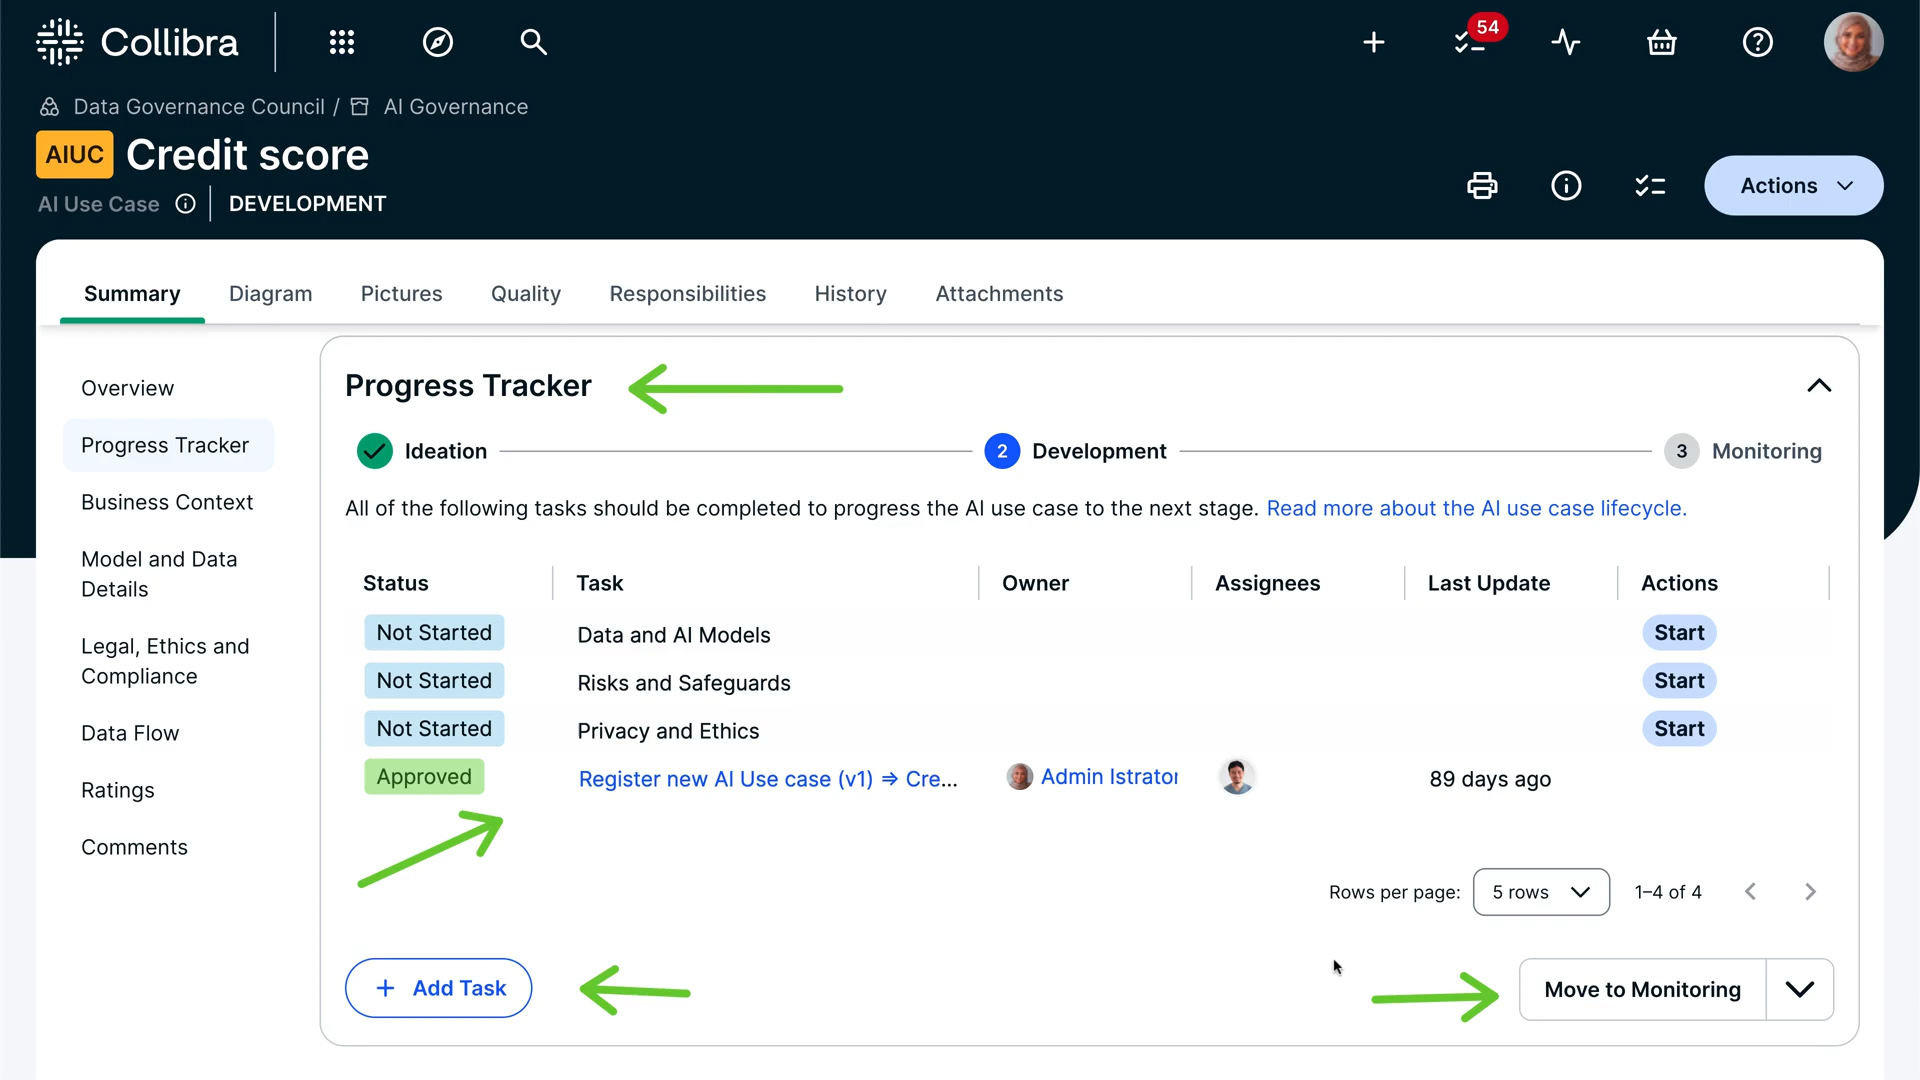 Collibra
54
Data Governance Council / AI Governance
AIUC Credit score
AI Use Case DEVELOPMENT
Actions
Summary Diagram Pictures Quality Responsibilities History Attachments
Overview
Progress Tracker
Business Context
Model and Data
Details
Legal, Ethics and
Compliance
Data Flow
Ratings
Comments
Progress Tracker
Ideation 2 Development 3 Monitoring
All of the following tasks should be completed to progress the AI use case to the next stage. Read more about the AI use case lifecycle.
Status Task Owner Assignees Last Update Actions
Not Started Data and AI Models Start
Not Started Risks and Safeguards Start
Not Started Privacy and Ethics Start
Approved Register new AI Use case (v1) => Cre... Admin Istrator 89 days ago
Rows per page: 5 rows 1–4 of 4
+ Add Task Move to Monitoring